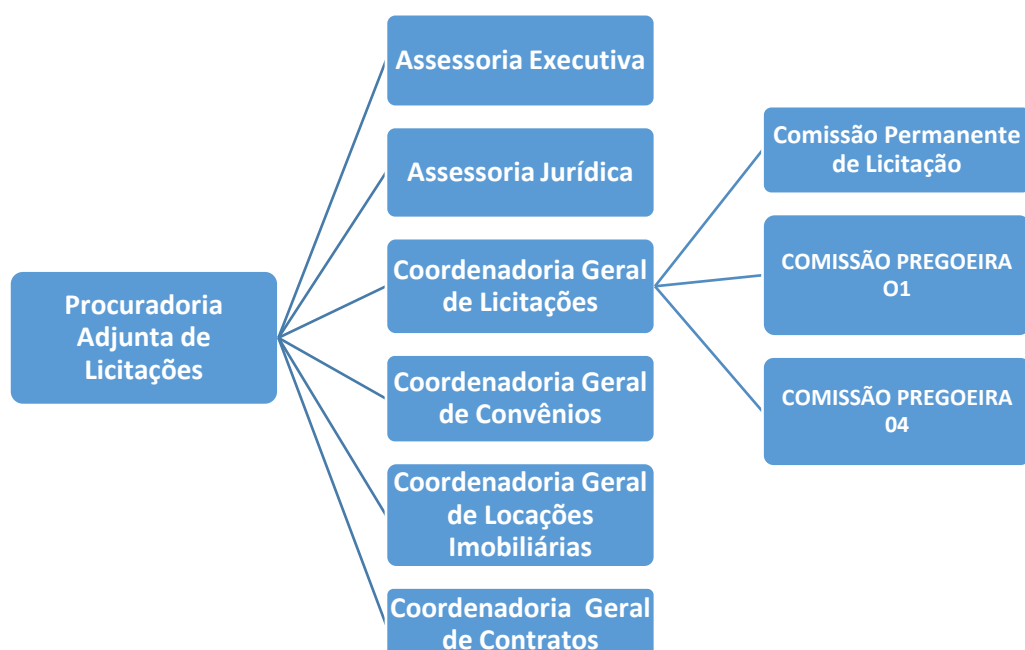 Procuradoria
Adjunta de
Licitações
Assessoria Executiva
Assessoria Jurídica
Coordenadoria Geral
de Licitações
Coordenadoria Geral
de Convênios
Coordenadoria Geral
de Locações
Imobiliárias
Coordenadoria Geral
de Contratos
Comissão Permanente
de Licitação
COMISSÃO PREGOEIRA
O1
COMISSÃO PREGOEIRA
04